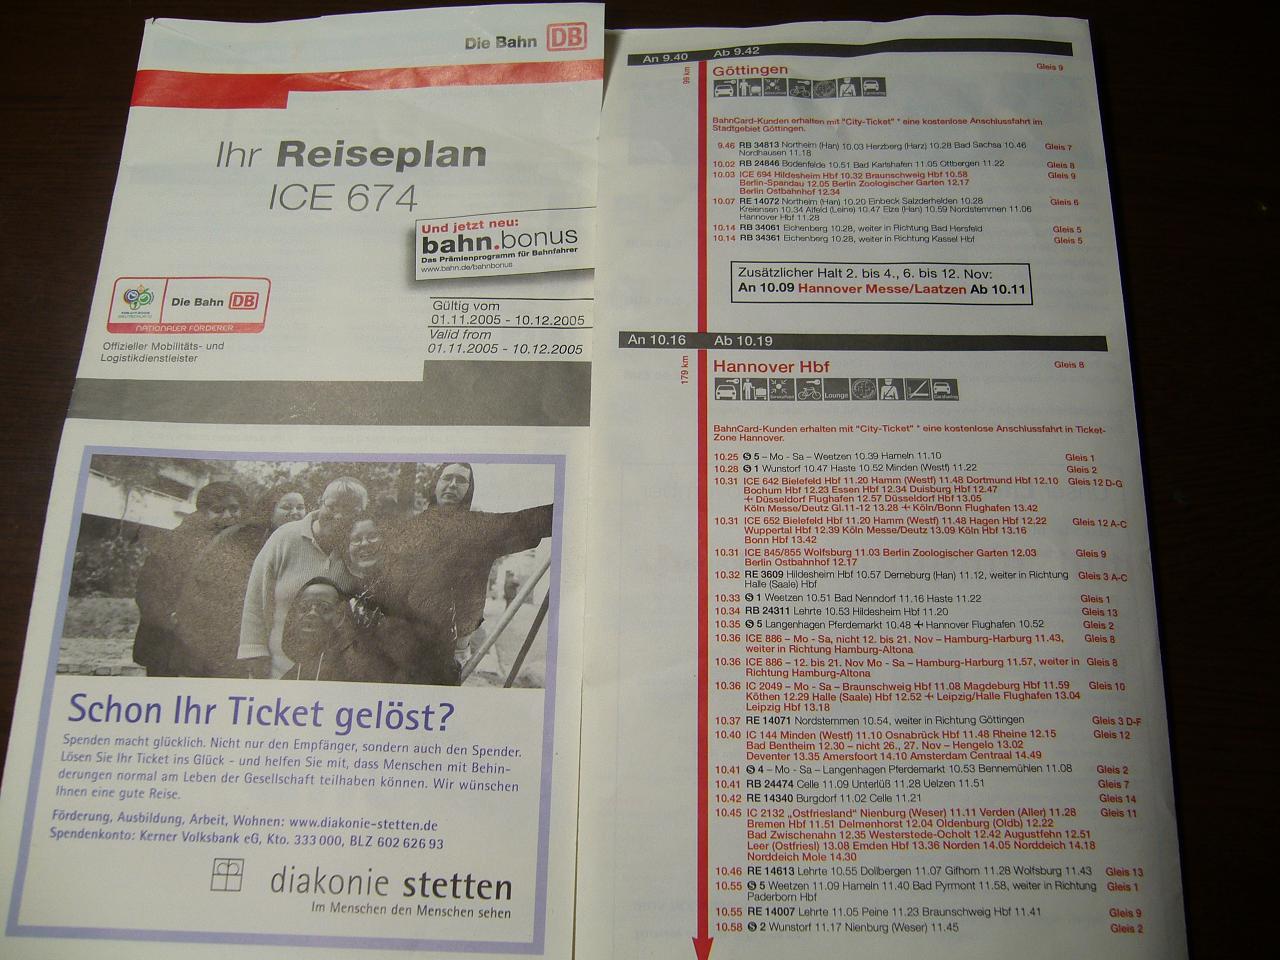 Die Bahn DB
Ihr Reiseplan
ICE 674
Und jetzt neu:
bahn.bonus
Das Prämienprogramm für Bahnfahrer
www.bahn.de/bahnbonus
Die Bahn DB
NATIONALER FÖRDERER
Offizieller Mobilitäts- und
Logistikdienstleister
Gültig vom
01.11.2005 - 10.12.2005
Valid from
01.11.2005 - 10.12.2005
Schon Ihr Ticket gelöst?
Spenden macht glücklich. Nicht nur den Empfänger, sondern auch den Spender.
Lösen Sie Ihr Ticket ins Glück - und helfen Sie mit, dass Menschen mit Behin-
derungen normal am Leben der Gesellschaft teilhaben können. Wir wünschen
Ihnen eine gute Reise.
Förderung, Ausbildung, Arbeit, Wohnen: www.diakonie-stetten.de
Spendenkonto: Kerner Volksbank eG, Kto. 333 000, BLZ 602 626 93
diakonie stetten
Im Menschen den Menschen sehen
An 9.40 Ab 9.42
99 km
Göttingen Gleis 9
BahnCard-Kunden erhalten mit "City-Ticket" * eine kostenlose Anschlussfahrt im
Stadtgebiet Göttingen.
9.46 RB 34813 Northeim (Han) 10.03 Herzberg (Harz) 10.28 Bad Sachsa 10.46 Gleis 7
Nordhausen 11.18
10.02 RB 24846 Bodenfelde 10.51 Bad Karlshafen 11.05 Ottbergen 11.22 Gleis 8
10.03 ICE 694 Hildesheim Hbf 10.32 Braunschweig Hbf 10.58 Gleis 9
Berlin-Spandau 12.05 Berlin Zoologischer Garten 12.17
Berlin Ostbahnhof 12.34
10.07 RE 14072 Northeim (Han) 10.20 Einbeck Salzderhelden 10.28 Gleis 6
Kreiensen 10.34 Alfeld (Leine) 10.47 Elze (Han) 10.59 Nordstemmen 11.06
Hannover Hbf 11.28
10.14 RB 34061 Eichenberg 10.28, weiter in Richtung Bad Hersfeld Gleis 5
10.14 RB 34361 Eichenberg 10.28, weiter in Richtung Kassel Hbf Gleis 5
Zusätzlicher Halt 2. bis 4., 6. bis 12. Nov:
An 10.09 Hannover Messe/Laatzen Ab 10.11
An 10.16 Ab 10.19
179 km
Hannover Hbf Gleis 8
Lounge
BahnCard-Kunden erhalten mit "City-Ticket" * eine kostenlose Anschlussfahrt in Ticket-
Zone Hannover.
10.25 S 5 – Mo - Sa – Weetzen 10.39 Hameln 11.10 Gleis 1
10.28 S 1 Wunstorf 10.47 Haste 10.52 Minden (Westf) 11.22 Gleis 2
10.31 ICE 642 Bielefeld Hbf 11.20 Hamm (Westf) 11.48 Dortmund Hbf 12.10 Gleis 12 D-G
Bochum Hbf 12.23 Essen Hbf 12.34 Duisburg Hbf 12.47
Düsseldorf Flughafen 12.57 Düsseldorf Hbf 13.05
Köln Messe/Deutz Gl.11-12 13.28 Köln/Bonn Flughafen 13.42
10.31 ICE 652 Bielefeld Hbf 11.20 Hamm (Westf) 11.48 Hagen Hbf 12.22 Gleis 12 A-C
Wuppertal Hbf 12.39 Köln Messe/Deutz 13.09 Köln Hbf 13.16
Bonn Hbf 13.42
10.31 ICE 845/855 Wolfsburg 11.03 Berlin Zoologischer Garten 12.03 Gleis 9
Berlin Ostbahnhof 12.17
10.32 RE 3609 Hildesheim Hbf 10.57 Derneburg (Han) 11.12, weiter in Richtung Gleis 3 A-C
Halle (Saale) Hbf
10.33 S 1 Weetzen 10.51 Bad Nenndorf 11.16 Haste 11.22 Gleis 1
10.34 RB 24311 Lehrte 10.53 Hildesheim Hbf 11.20 Gleis 13
10.35 S 5 Langenhagen Pferdemarkt 10.48 Hannover Flughafen 10.52 Gleis 2
10.36 ICE 886 – Mo - Sa, nicht 12. bis 21. Nov – Hamburg-Harburg 11.43, Gleis 8
weiter in Richtung Hamburg-Altona
10.36 ICE 886 – 12. bis 21. Nov Mo - Sa – Hamburg-Harburg 11.57, weiter in Gleis 8
Richtung Hamburg-Altona
10.36 IC 2049 – Mo - Sa – Braunschweig Hbf 11.08 Magdeburg Hbf 11.59 Gleis 10
Köthen 12.29 Halle (Saale) Hbf 12.52 Leipzig/Halle Flughafen 13.04
Leipzig Hbf 13.18
10.37 RE 14071 Nordstemmen 10.54, weiter in Richtung Göttingen Gleis 3 D-F
10.40 IC 144 Minden (Westf) 11.10 Osnabrück Hbf 11.48 Rheine 12.15 Gleis 12
Bad Bentheim 12.30 – nicht 26., 27. Nov – Hengelo 13.02
Deventer 13.35 Amersfoort 14.10 Amsterdam Centraal 14.49
10.41 S 4 – Mo - Sa – Langenhagen Pferdemarkt 10.53 Bennemühlen 11.08 Gleis 2
10.41 RB 24474 Celle 11.09 Unterlüß 11.28 Uelzen 11.51 Gleis 7
10.42 RE 14340 Burgdorf 11.02 Celle 11.21 Gleis 14
10.45 IC 2132 „Ostfriesland" Nienburg (Weser) 11.11 Verden (Aller) 11.28 Gleis 11
Bremen Hbf 11.51 Delmenhorst 12.04 Oldenburg (Oldb) 12.22
Bad Zwischenahn 12.35 Westerstede-Ocholt 12.42 Augustfehn 12.51
Leer (Ostfriesl) 13.08 Emden Hbf 13.36 Norden 14.05 Norddeich 14.18
Norddeich Mole 14.30
10.46 RE 14613 Lehrte 10.55 Dollbergen 11.07 Gifhorn 11.28 Wolfsburg 11.43 Gleis 13
10.55 S 5 Weetzen 11.09 Hameln 11.40 Bad Pyrmont 11.58, weiter in Richtung Gleis 1
Paderborn Hbf
10.55 RE 14007 Lehrte 11.05 Peine 11.23 Braunschweig Hbf 11.41 Gleis 9
10.58 S 2 Wunstorf 11.17 Nienburg (Weser) 11.45 Gleis 2